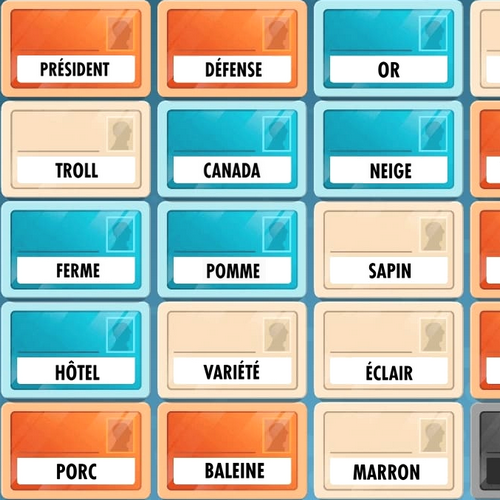 PRÉSIDENT
DÉFENSE
OR
TROLL
CANADA
NEIGE
FERME
POMME
SAPIN
HÔTEL
VARIÉTÉ
ÉCLAIR
PORC
BALEINE
MARRON